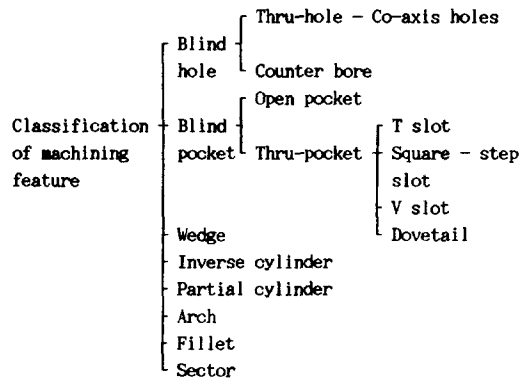 Thru-hole - Co-axis holes
Blind
hole
Counter bore
Open pocket
Classification
Blind
T slot
of machining
pocket
Thru-pocket
Square - step
feature
slot
V slot
Wedge
Dovetail
Inverse cylinder
Partial cylinder
Arch
Fillet
Sector